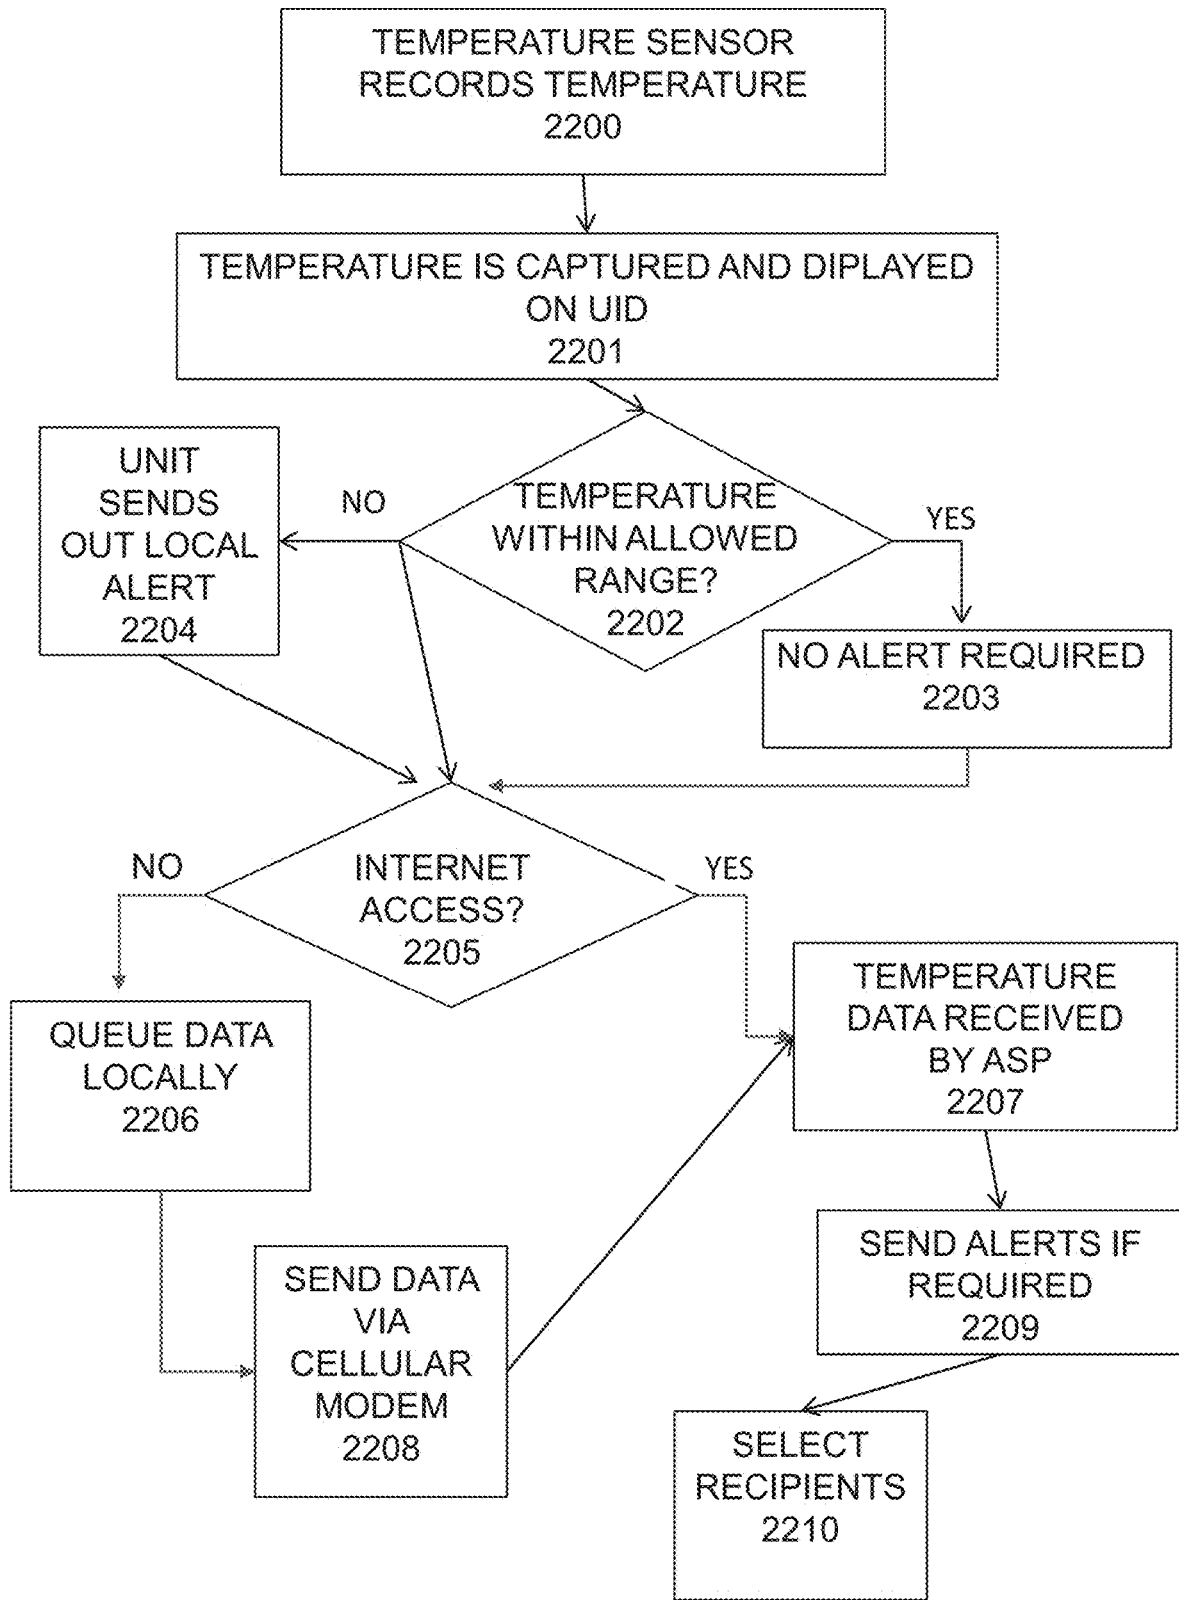 TEMPERATURE SENSOR
RECORDS TEMPERATURE
2200
TEMPERATURE IS CAPTURED AND DIPLAYED
ON UID
2201
UNIT
SENDS
OUT LOCAL
ALERT
2204
NO
TEMPERATURE
WITHIN ALLOWED
RANGE?
2202
YES
NO ALERT REQUIRED
2203
NO
INTERNET
ACCESS?
2205
YES
QUEUE DATA
LOCALLY
2206
TEMPERATURE
DATA RECEIVED
BY ASP
2207
SEND DATA
VIA
CELLULAR
MODEM
2208
SEND ALERTS IF
REQUIRED
2209
SELECT
RECIPIENTS
2210